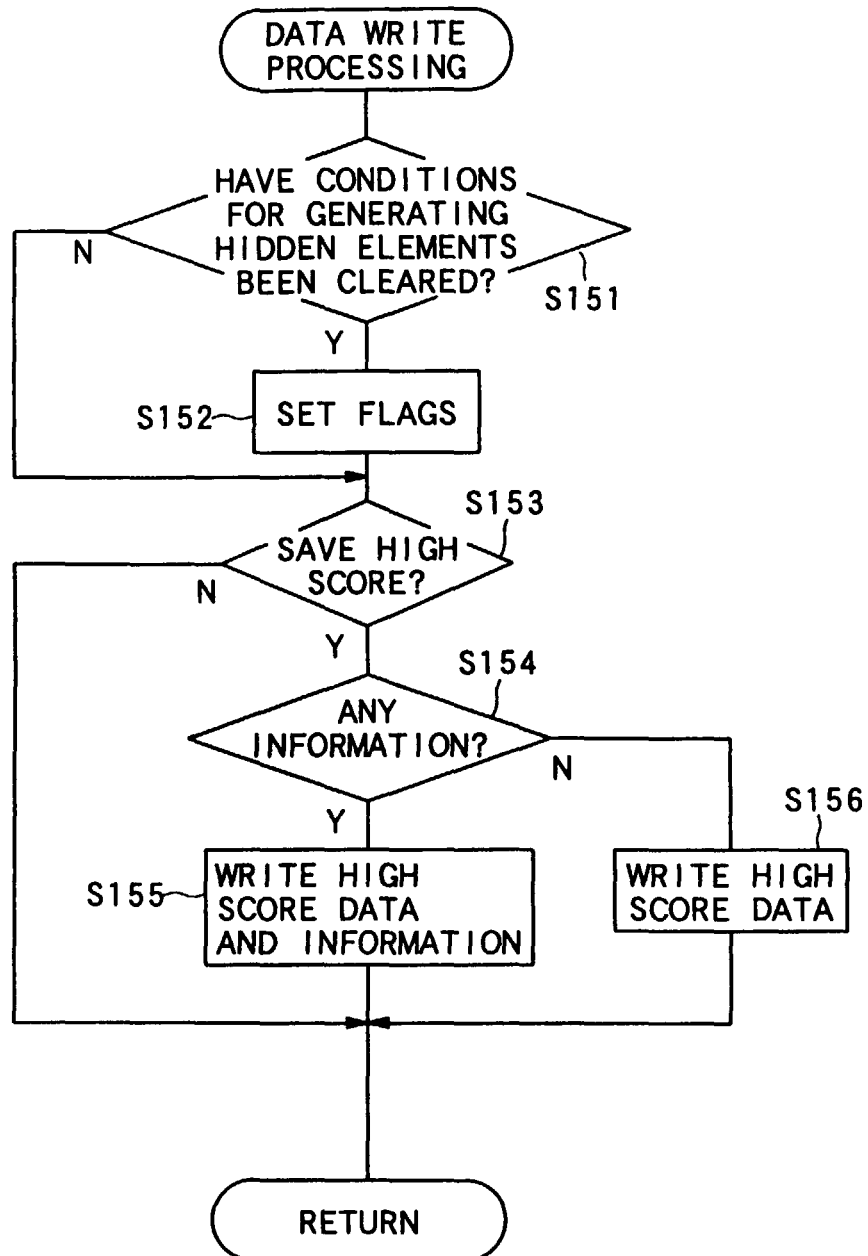 DATA WRITE
PROCESSING
HAVE CONDITIONS
FOR GENERATING
HIDDEN ELEMENTS
BEEN CLEARED?
N
S151
Y
S152
SET FLAGS
S153
SAVE HIGH
SCORE?
N
Y
S154
ANY
INFORMATION?
N
Y
S156
S155
WRITE HIGH
SCORE DATA
AND INFORMATION
WRITE HIGH
SCORE DATA
RETURN